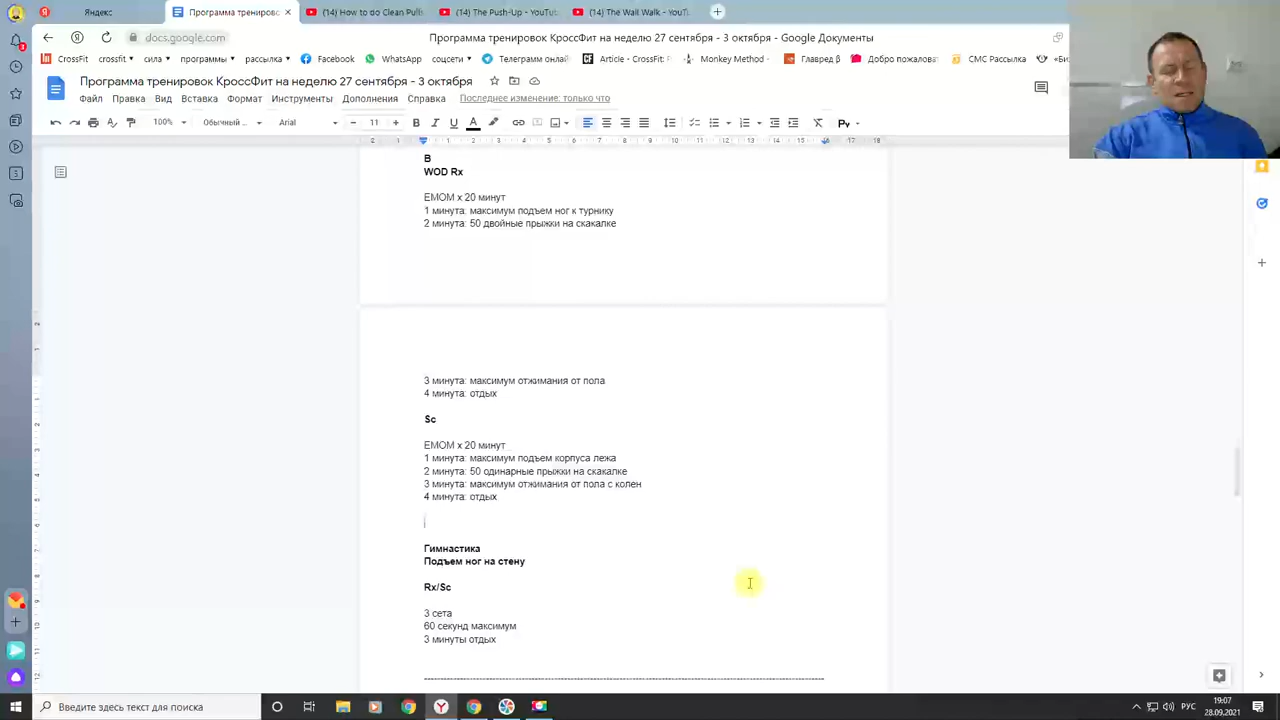 Яндекс
Программа трениров
(14) How to do Clean Pull
(14) The Push-Up - YouT
(14) The Wall Walk - YouTu
docs.google.com
Программа тренировок КроссФит на неделю 27 сентября - 3 октября - Google Документы
CrossFit
crossfit
программы
рассылка
Facebook
WhatsApp
соцсети
Телеграмм онлай
Article - CrossFit:
Monkey Method -
Главред β
Добро пожалова
СМС Рассылка
Программа тренировок КроссФит на неделю 27 сентября - 3 октября
Файл Правка Вид Вставка Формат Инструменты Дополнения Справка Последнее изменение: только что
100% Обычный ... Arial 11
B
WOD Rx
EMOM x 20 минут
1 минута: максимум подъем ног к турнику
2 минута: 50 двойные прыжки на скакалке
3 минута: максимум отжимания от пола
4 минута: отдых
Sc
EMOM x 20 минут
1 минута: максимум подъем корпуса лежа
2 минута: 50 одинарные прыжки на скакалке
3 минута: максимум отжимания от пола с колен
4 минута: отдых
Гимнастика
Подъем ног на стену
Rx/Sc
3 сета
60 секунд максимум
3 минуты отдых
Введите здесь текст для поиска
РУС
19:07
28.09.2021